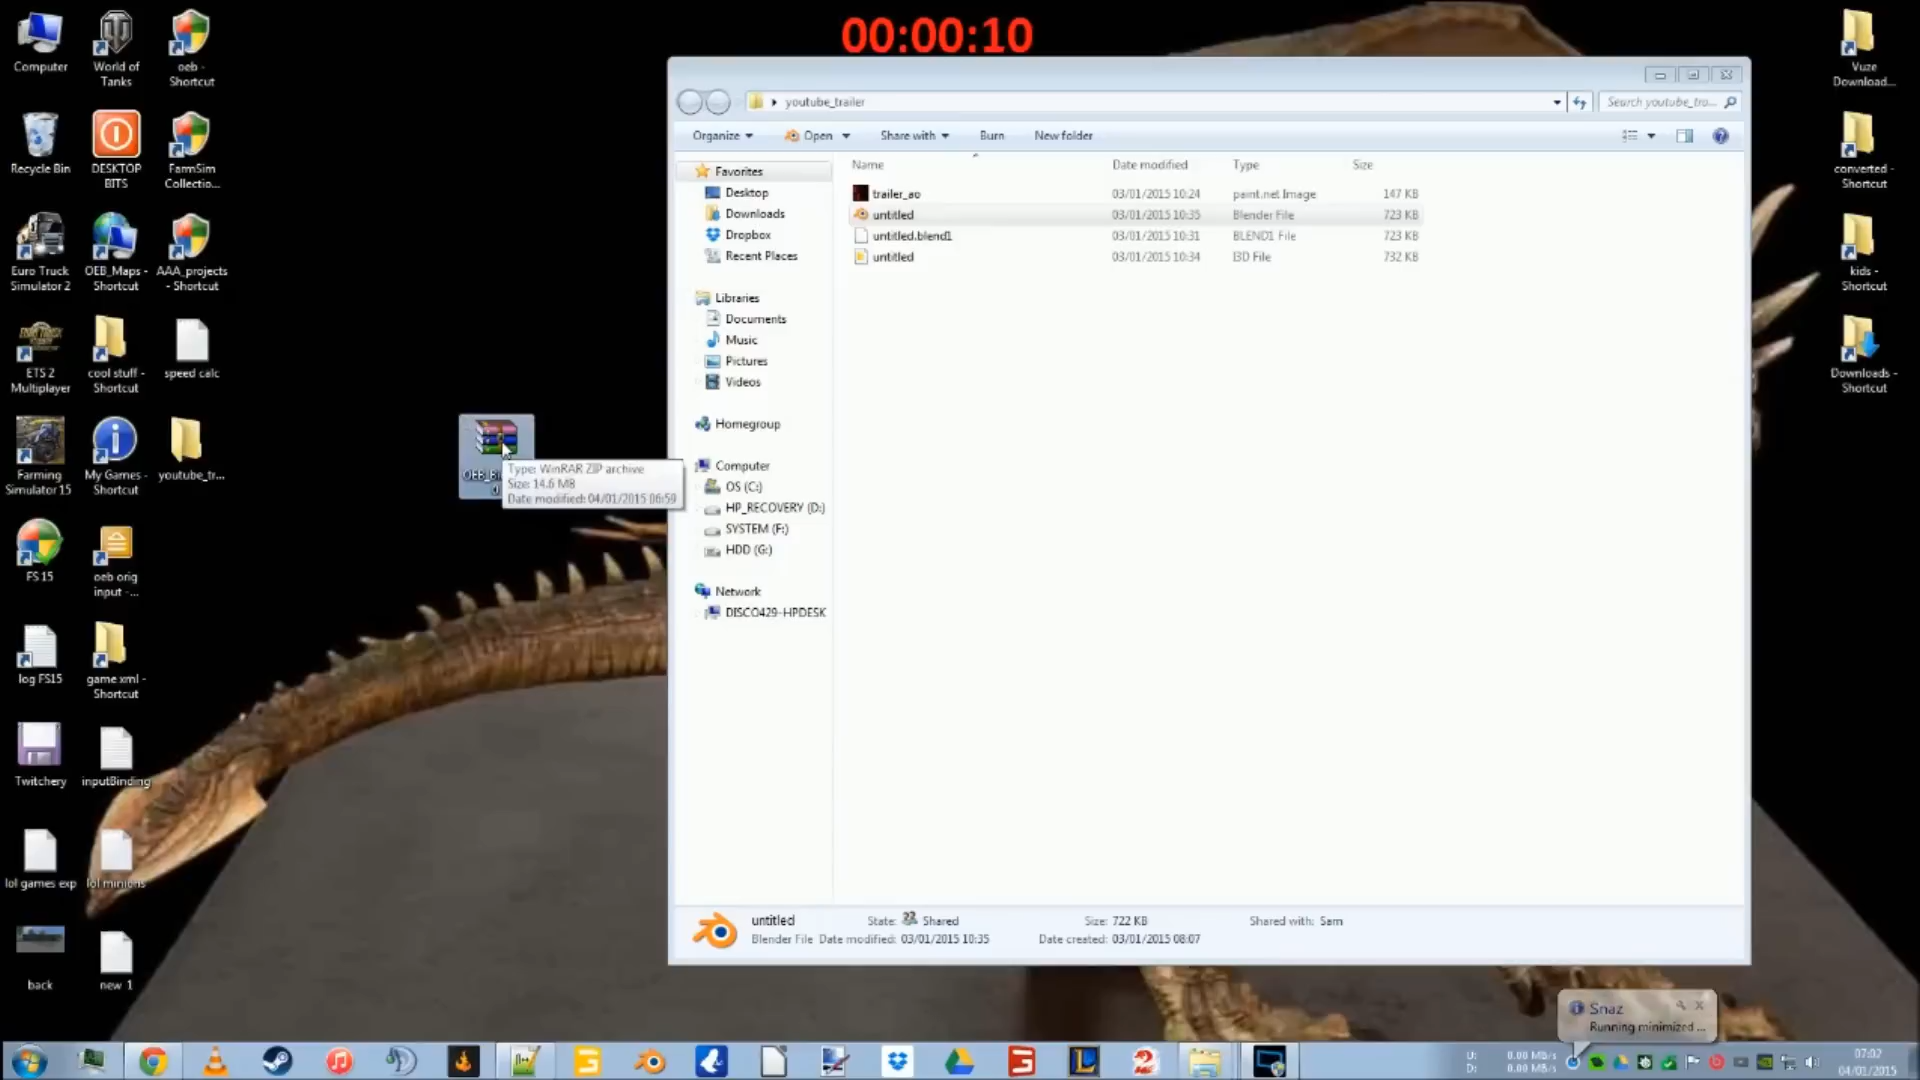 00:00:10
Computer
World of
Tanks
oeb -
Shortcut
Recycle Bin
DESKTOP
BITS
FarmSim
Collectio...
Euro Truck
Simulator 2
OEB_Maps -
Shortcut
AAA_projects
- Shortcut
ETS 2
Multiplayer
cool stuff -
Shortcut
speed calc
Farming
Simulator 15
My Games -
Shortcut
youtube_tr...
FS 15
oeb orig
input -...
log FS15
game xml -
Shortcut
Twitchery
inputBinding
lol games exp
lol minions
back
new 1
Type: WinRAR ZIP archive
Size: 14.6 MB
Date modified: 04/01/2015 06:59
youtube_trailer
Search youtube_tra...
Organize
Open
Share with
Burn
New folder
Favorites
Desktop
Downloads
Dropbox
Recent Places
Libraries
Documents
Music
Pictures
Videos
Homegroup
Computer
OS (C:)
HP_RECOVERY (D:)
SYSTEM (F:)
HDD (G:)
Network
DISCO429-HPDESK
Name Date modified Type Size
trailer_ao 03/01/2015 10:24 paint.net Image 147 KB
untitled 03/01/2015 10:35 Blender File 723 KB
untitled.blend1 03/01/2015 10:31 BLEND1 File 723 KB
untitled 03/01/2015 10:34 I3D File 732 KB
untitled State: Shared Size: 722 KB Shared with: Sam
Blender File Date modified: 03/01/2015 10:35 Date created: 03/01/2015 08:07
Vuze
Download...
converted -
Shortcut
kids -
Shortcut
Downloads -
Shortcut
Snaz
Running minimized ...
U: 0.00 MB/s
D: 0.00 MB/s
07:02
04/01/2015